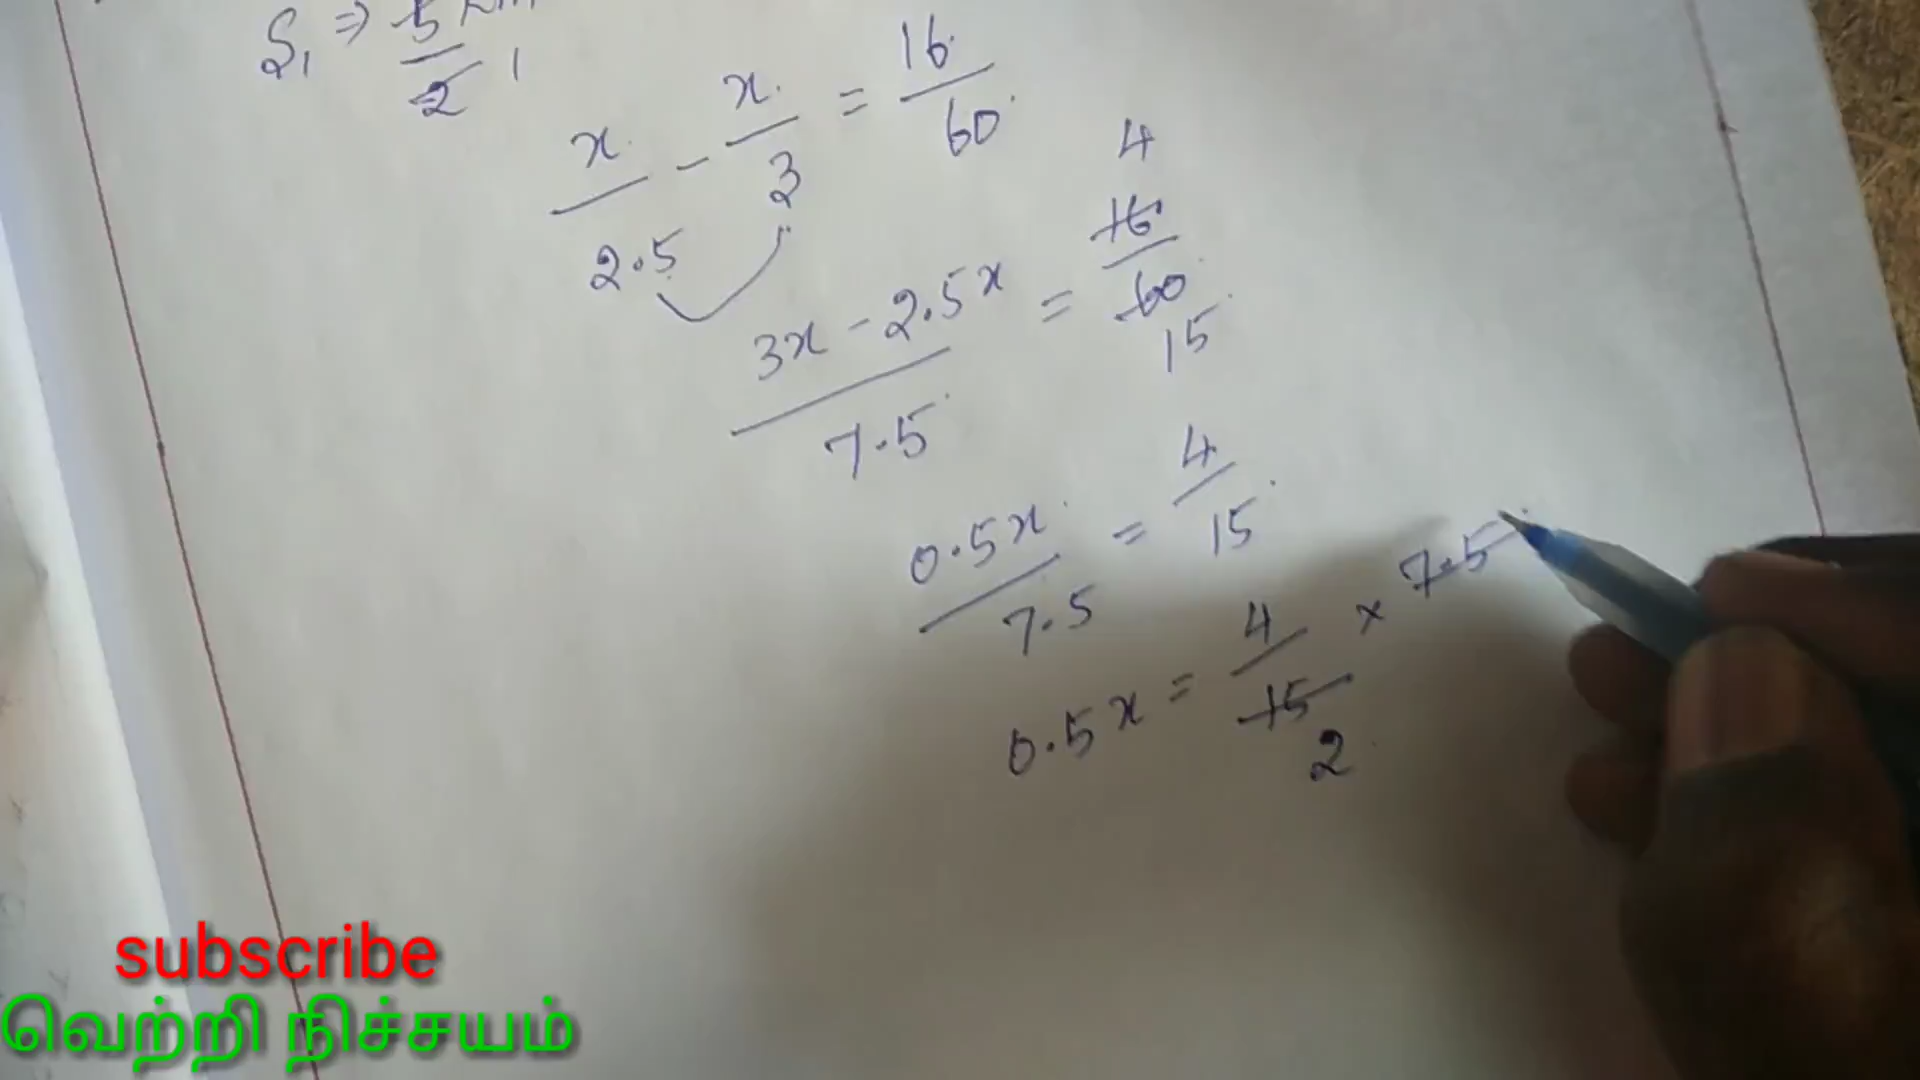 S₁ ⇒ 5/2
1
x/2.5 - x/3 = 16/60
4
(3x - 2.5x)/7.5 = 16/60
15
0.5x/7.5 = 4/15
0.5x = 4/15 × 7.5
2
subscribe
வெற்றி நிச்சயம்